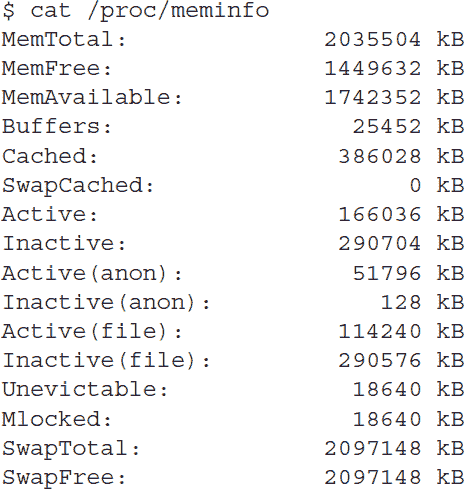 $ cat /proc/meminfo
MemTotal: 2035504 kB
MemFree: 1449632 kB
MemAvailable: 1742352 kB
Buffers: 25452 kB
Cached: 386028 kB
SwapCached: 0 kB
Active: 166036 kB
Inactive: 290704 kB
Active(anon): 51796 kB
Inactive(anon): 128 kB
Active(file): 114240 kB
Inactive(file): 290576 kB
Unevictable: 18640 kB
Mlocked: 18640 kB
SwapTotal: 2097148 kB
SwapFree: 2097148 kB